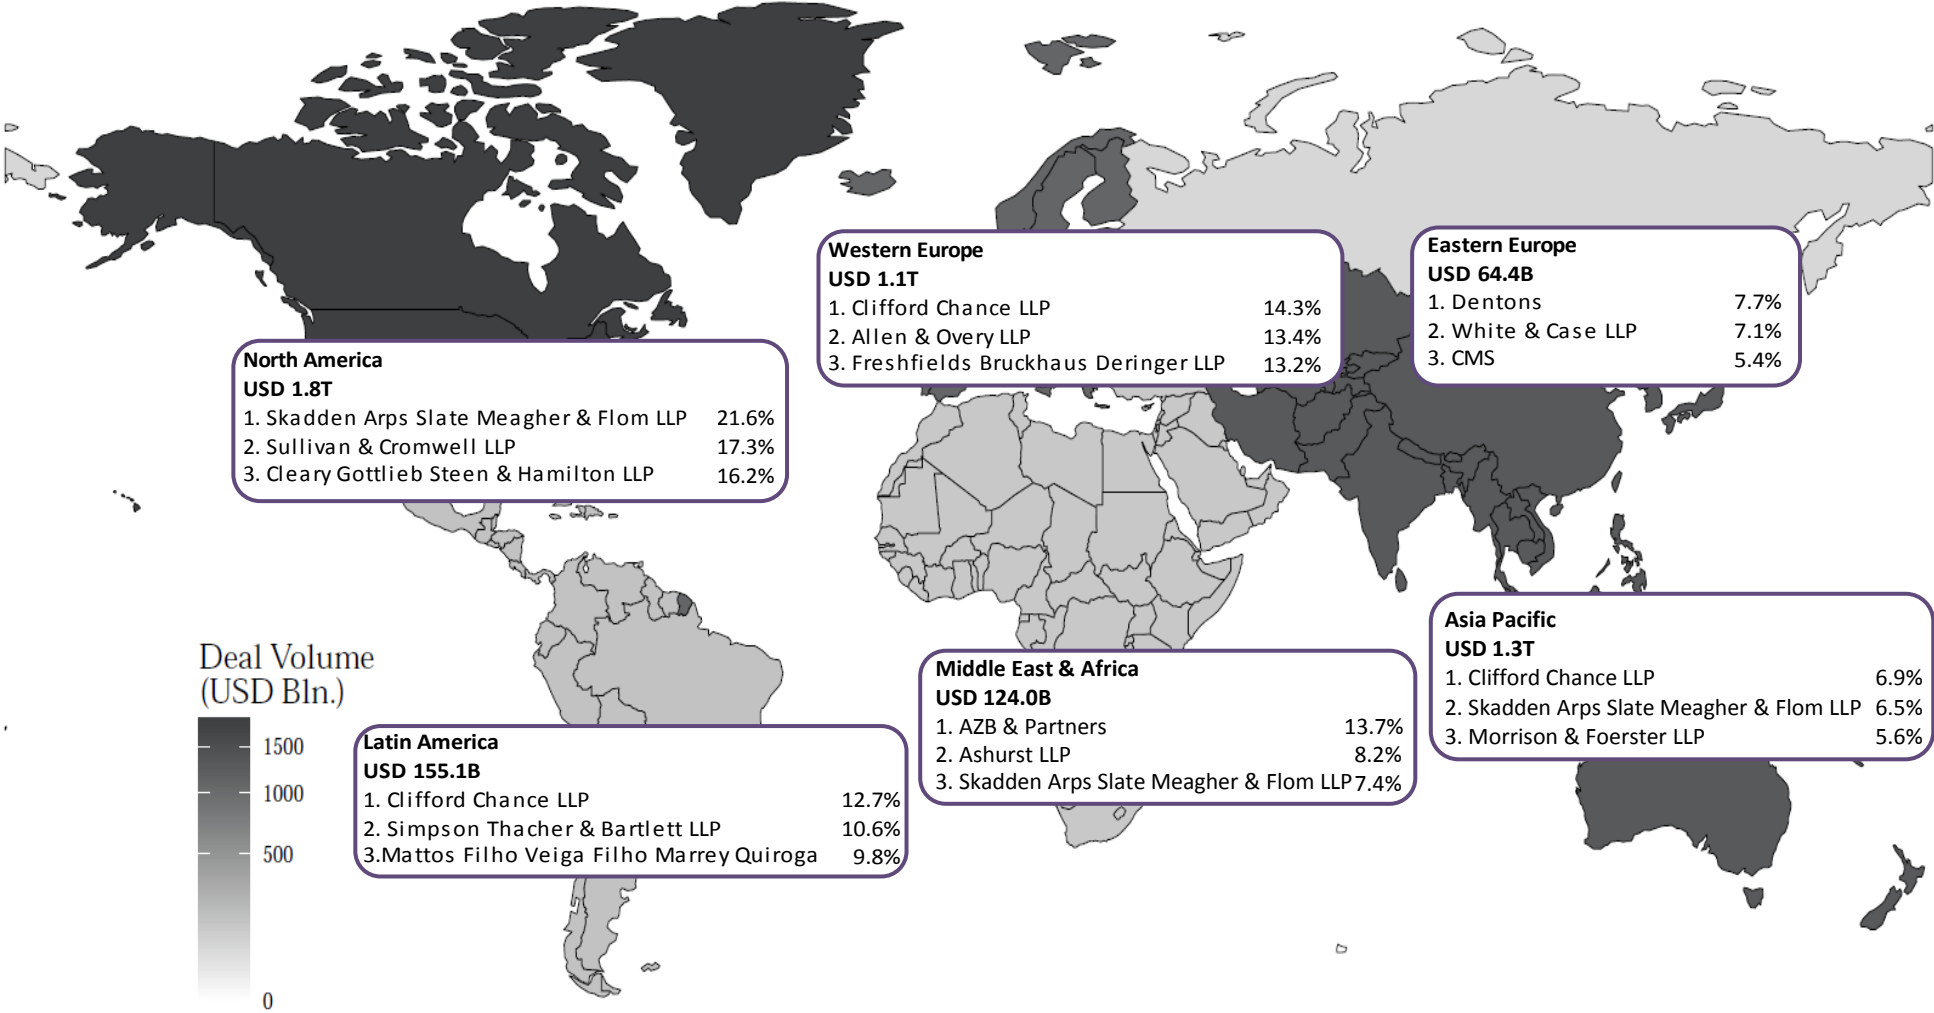 Western Europe
USD 1.1T
1. Clifford Chance LLP 14.3%
2. Allen & Overy LLP 13.4%
3. Freshfields Bruckhaus Deringer LLP 13.2%
Eastern Europe
USD 64.4B
1. Dentons 7.7%
2. White & Case LLP 7.1%
3. CMS 5.4%
North America
USD 1.8T
1. Skadden Arps Slate Meagher & Flom LLP 21.6%
2. Sullivan & Cromwell LLP 17.3%
3. Cleary Gottlieb Steen & Hamilton LLP 16.2%
Asia Pacific
USD 1.3T
1. Clifford Chance LLP 6.9%
2. Skadden Arps Slate Meagher & Flom LLP 6.5%
3. Morrison & Foerster LLP 5.6%
Middle East & Africa
USD 124.0B
1. AZB & Partners 13.7%
2. Ashurst LLP 8.2%
3. Skadden Arps Slate Meagher & Flom LLP 7.4%
Latin America
USD 155.1B
1. Clifford Chance LLP 12.7%
2. Simpson Thacher & Bartlett LLP 10.6%
3.Mattos Filho Veiga Filho Marrey Quiroga 9.8%
Deal Volume
(USD Bln.)
1500
1000
500
0